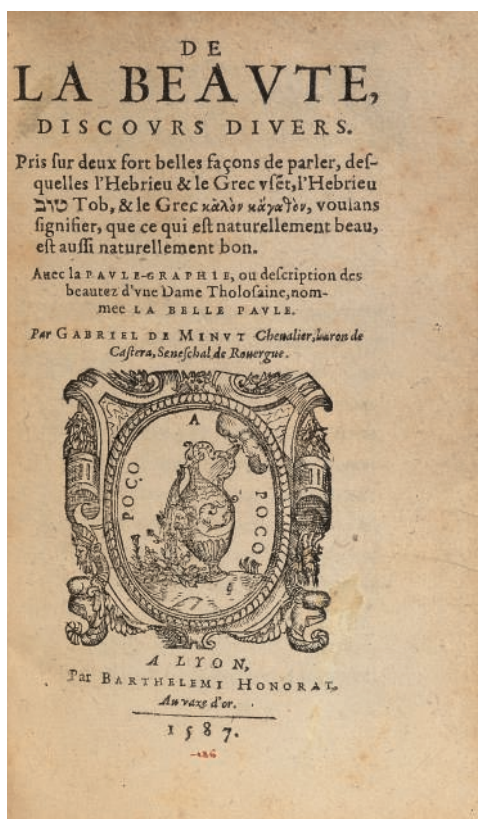 DE
LA BEAVTE,
DISCOVRS DIVERS.
Pris ſur deux fort belles façons de parler, deſ-
quelles l'Hebrieu & le Grec vſẽt, l'Hebrieu
טוב Tob, & le Grec καλὸν κἀγαθὸν, voulans
ſignifier, que ce qui eſt naturellement beau,
eſt auſſi naturellement bon.
Auec la PAVLE-GRAPHIE, ou deſcription des
beautez d'vne Dame Tholoſaine, nom-
mee LA BELLE PAVLE.
Par GABRIEL DE MINVT Cheualier, baron de
Caſtera, Seneſchal de Rouergue.
POCO A POCO
A LYON,
Par BARTHELEMI HONORAT,
Au vaze d'or.
1587.